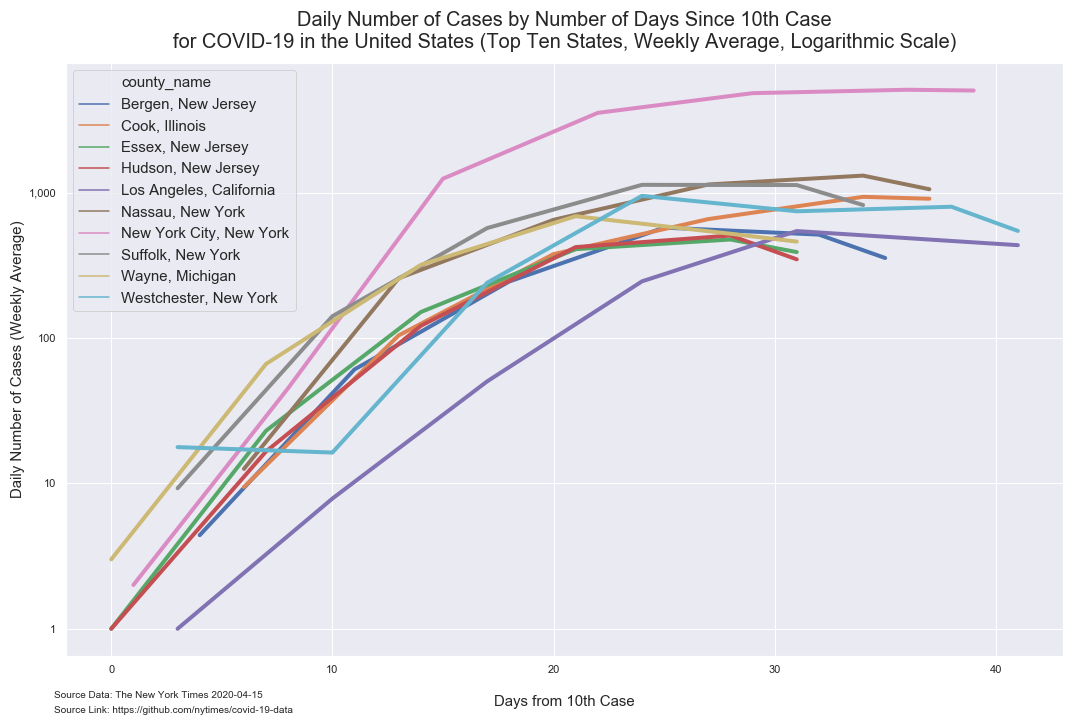 Daily Number of Cases by Number of Days Since 10th Case
for COVID-19 in the United States (Top Ten States, Weekly Average, Logarithmic Scale)
county_name
Bergen, New Jersey
Cook, Illinois
Essex, New Jersey
Hudson, New Jersey
Los Angeles, California
Nassau, New York
New York City, New York
Suffolk, New York
Wayne, Michigan
Westchester, New York
Daily Number of Cases (Weekly Average)
1,000
100
10
1
0
10
20
30
40
Days from 10th Case
Source Data: The New York Times 2020-04-15
Source Link: https://github.com/nytimes/covid-19-data